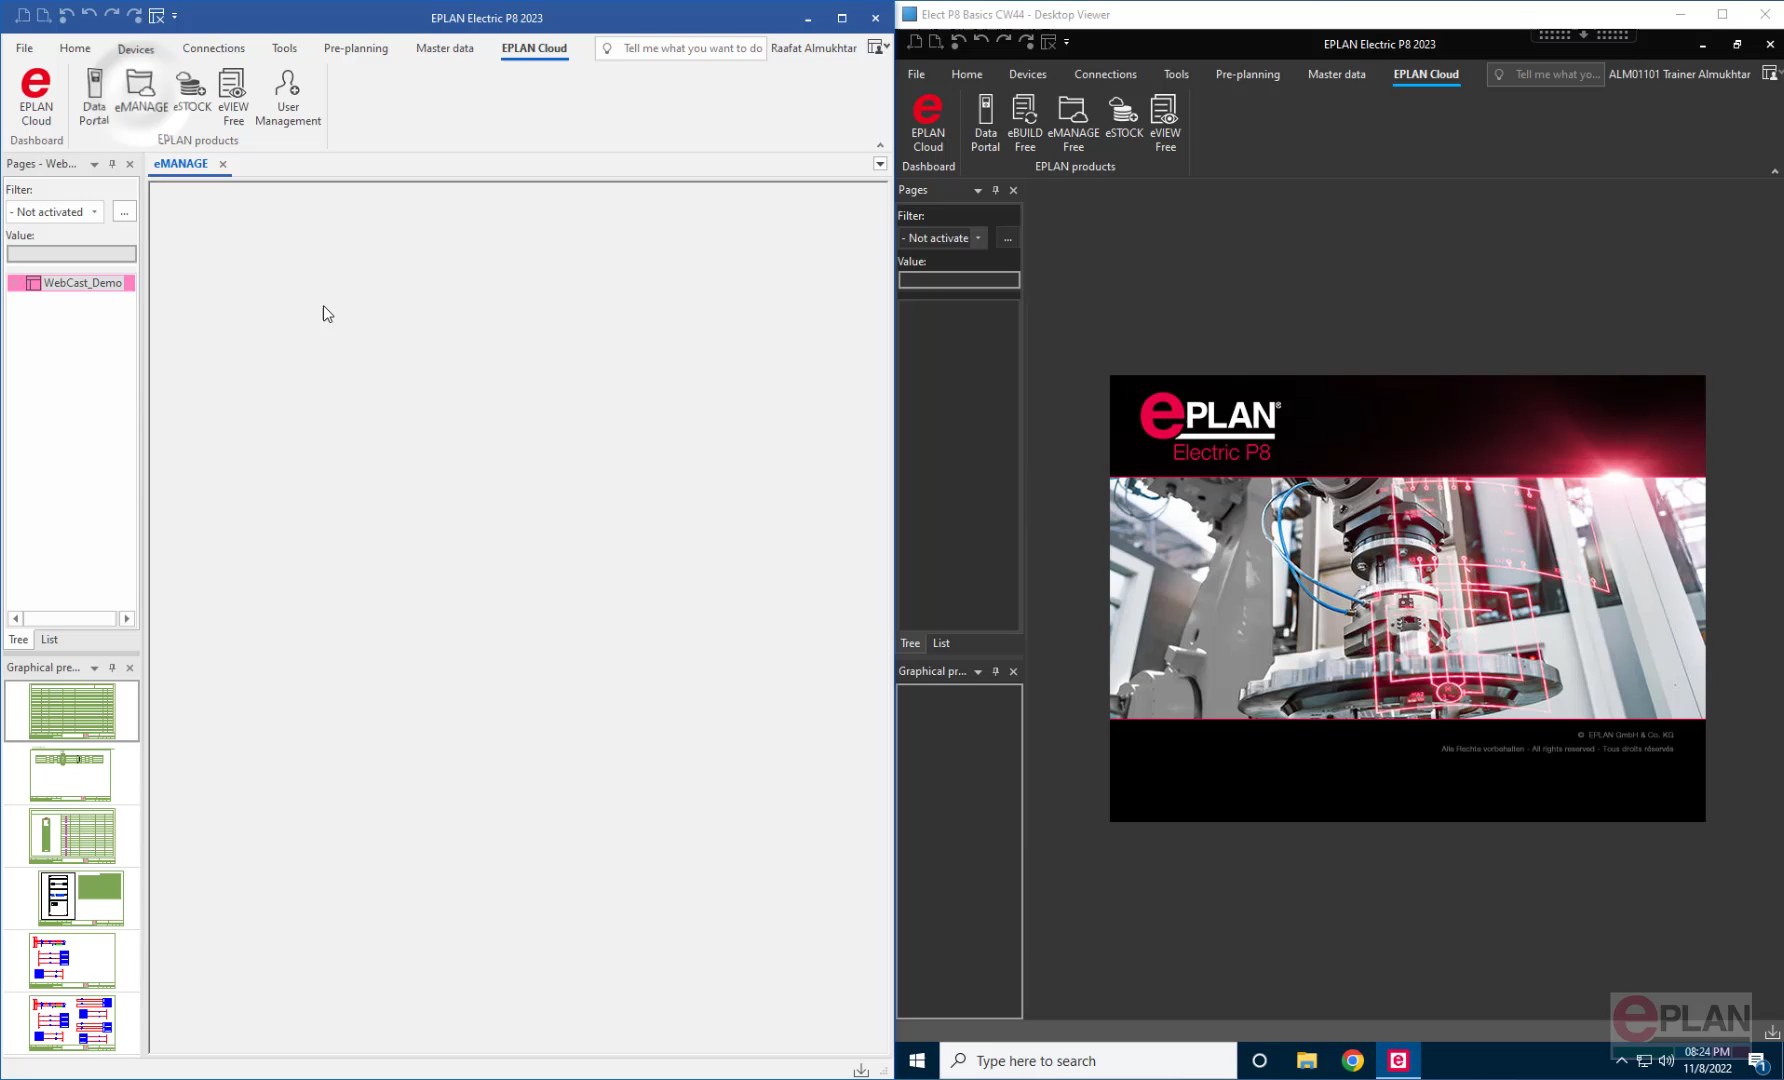 EPLAN Electric P8 2023
File Home Devices Connections Tools Pre-planning Master data EPLAN Cloud Tell me what you want to do Raafat Almukhtar
EPLAN Cloud
Data Portal
eMANAGE
eSTOCK
eVIEW Free
User Management
Dashboard
EPLAN products
Pages - Web...
eMANAGE
Filter:
- Not activated
...
Value:
WebCast_Demo
Tree List
Graphical pre...
Elect P8 Basics CW44 - Desktop Viewer
EPLAN Electric P8 2023
File Home Devices Connections Tools Pre-planning Master data EPLAN Cloud Tell me what yo... ALM01101 Trainer Almukhtar
EPLAN Cloud
Data Portal
eBUILD Free
eMANAGE Free
eSTOCK
eVIEW Free
Dashboard
EPLAN products
Pages
Filter:
- Not activate
...
Value:
Tree List
Graphical pr...
ePLAN®
Electric P8
© EPLAN GmbH & Co. KG
Alle Rechte vorbehalten - All rights reserved - Tous droits réservés
ePLAN
Type here to search
08:24 PM
11/8/2022
1